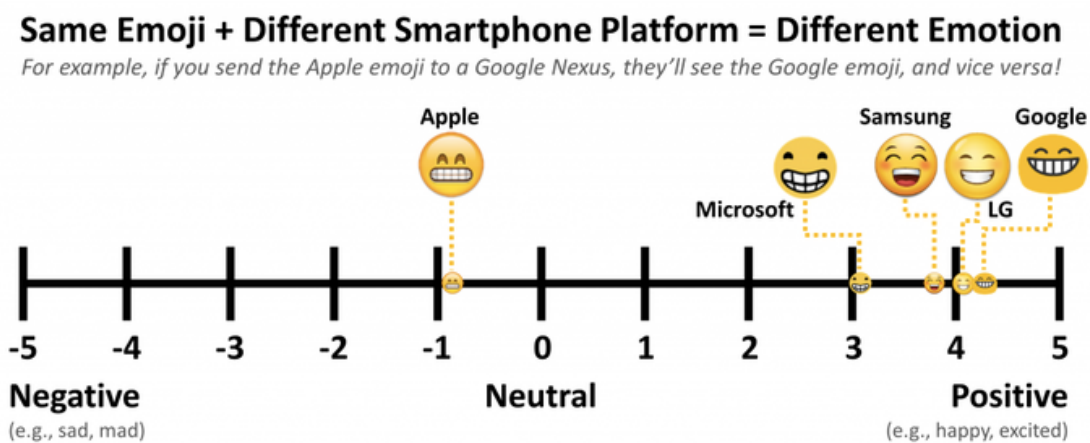 Same Emoji + Different Smartphone Platform = Different Emotion
For example, if you send the Apple emoji to a Google Nexus, they'll see the Google emoji, and vice versa!
Apple
Samsung
Google
Microsoft
LG
-5 -4 -3 -2 -1 0 1 2 3 4 5
Negative Neutral Positive
(e.g., sad, mad) (e.g., happy, excited)